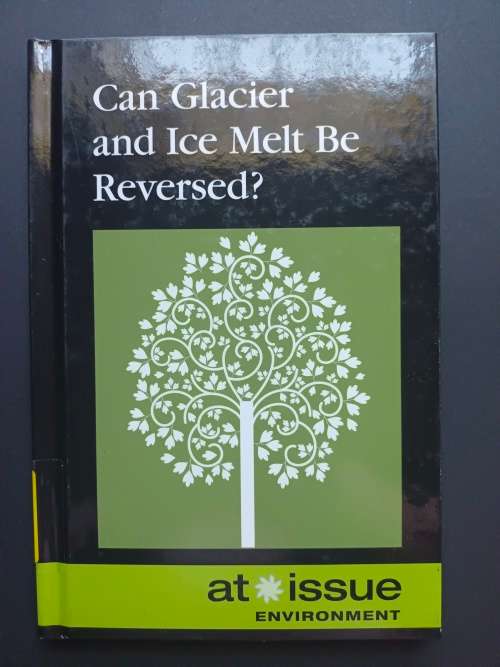 Can Glacier
and Ice Melt Be
Reversed?
at issue
ENVIRONMENT